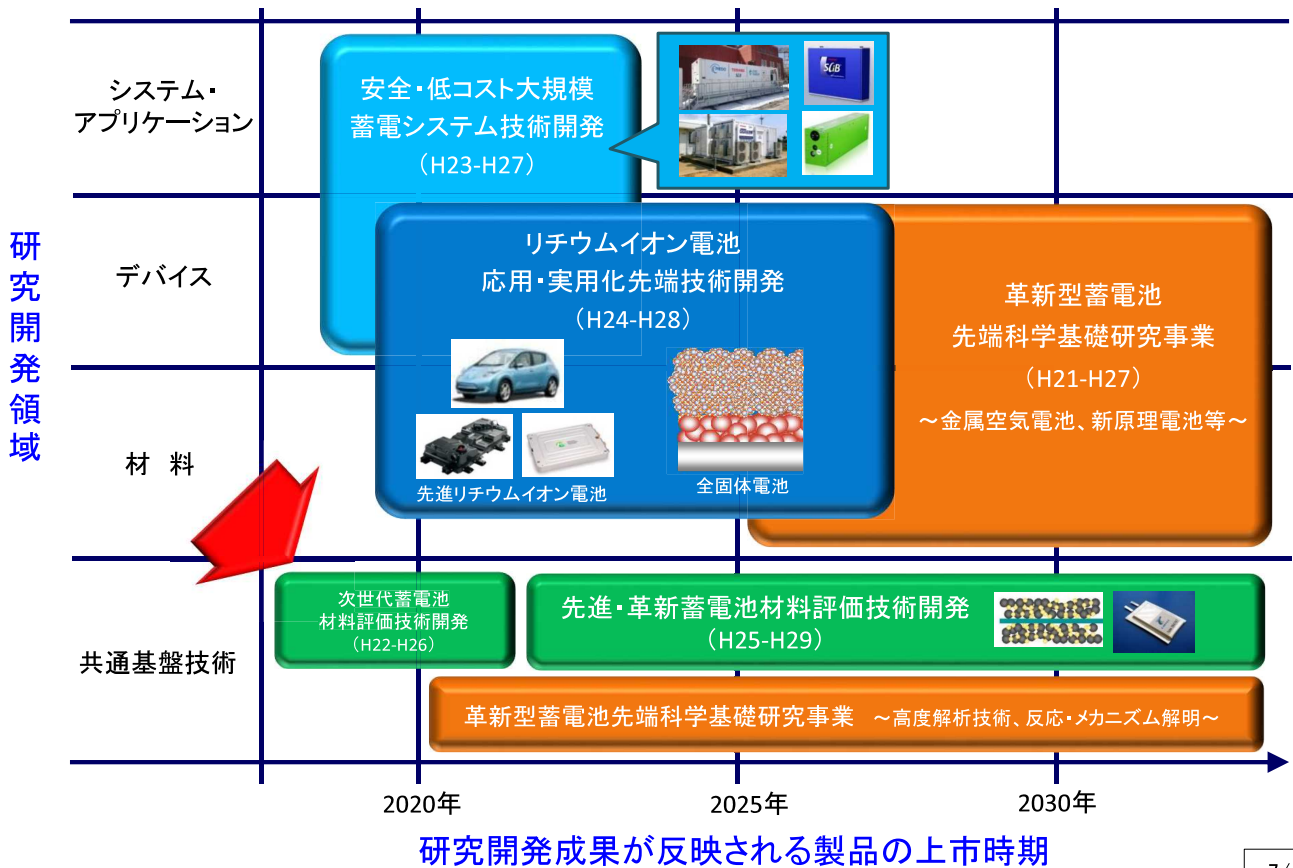 システム・
アプリケーション
安全・低コスト大規模
蓄電システム技術開発
（H23-H27）
SCiB
研究開発領域
デバイス
リチウムイオン電池
応用・実用化先端技術開発
（H24-H28）
革新型蓄電池
先端科学基礎研究事業
（H21-H27）
～金属空気電池、新原理電池等～
材　料
先進リチウムイオン電池
全固体電池
共通基盤技術
次世代蓄電池
材料評価技術開発
（H22-H26）
先進・革新蓄電池材料評価技術開発
（H25-H29）
革新型蓄電池先端科学基礎研究事業　～高度解析技術、反応・メカニズム解明～
2020年
2025年
2030年
研究開発成果が反映される製品の上市時期
7/